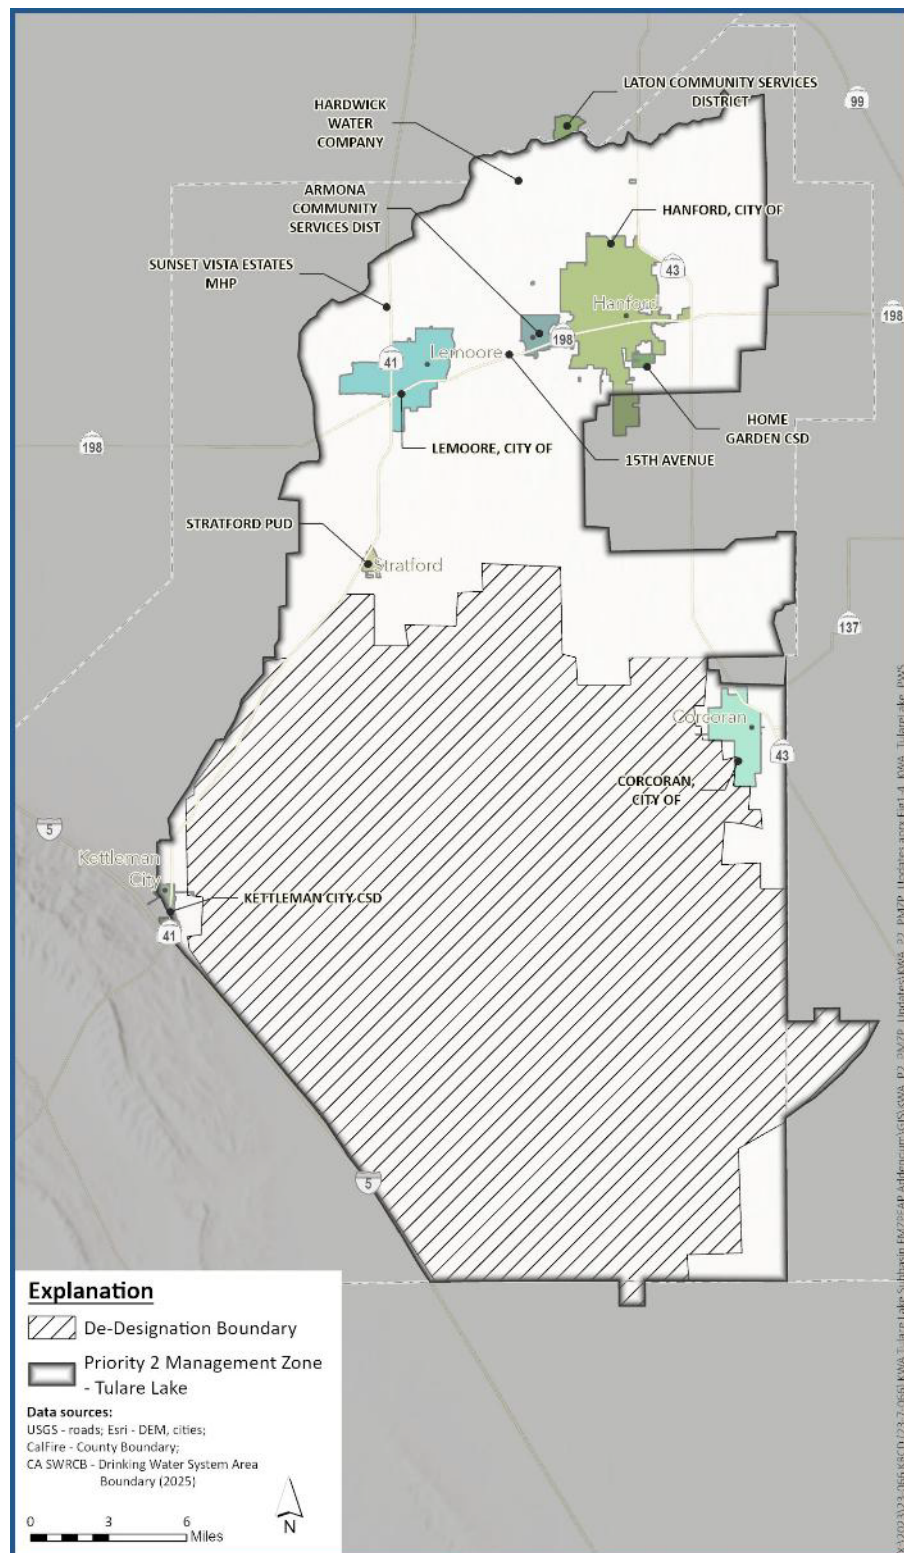 LATON COMMUNITY SERVICES
DISTRICT
HARDWICK
WATER
COMPANY
99
ARMONA
COMMUNITY
SERVICES DIST
HANFORD, CITY OF
SUNSET VISTA ESTATES
MHP
43
Hanford
198
198
41
Lemoore
HOME
GARDEN CSD
198
LEMOORE, CITY OF
15TH AVENUE
STRATFORD PUD
Stratford
137
Corcoran
43
CORCORAN,
CITY OF
5
Kettleman
City
KETTLEMAN CITY CSD
41
5
Explanation
De-Designation Boundary
Priority 2 Management Zone
- Tulare Lake
Data sources:
USGS - roads; Esri - DEM, cities;
CalFire - County Boundary;
CA SWRCB - Drinking Water System Area
Boundary (2025)
0 3 6
Miles
N